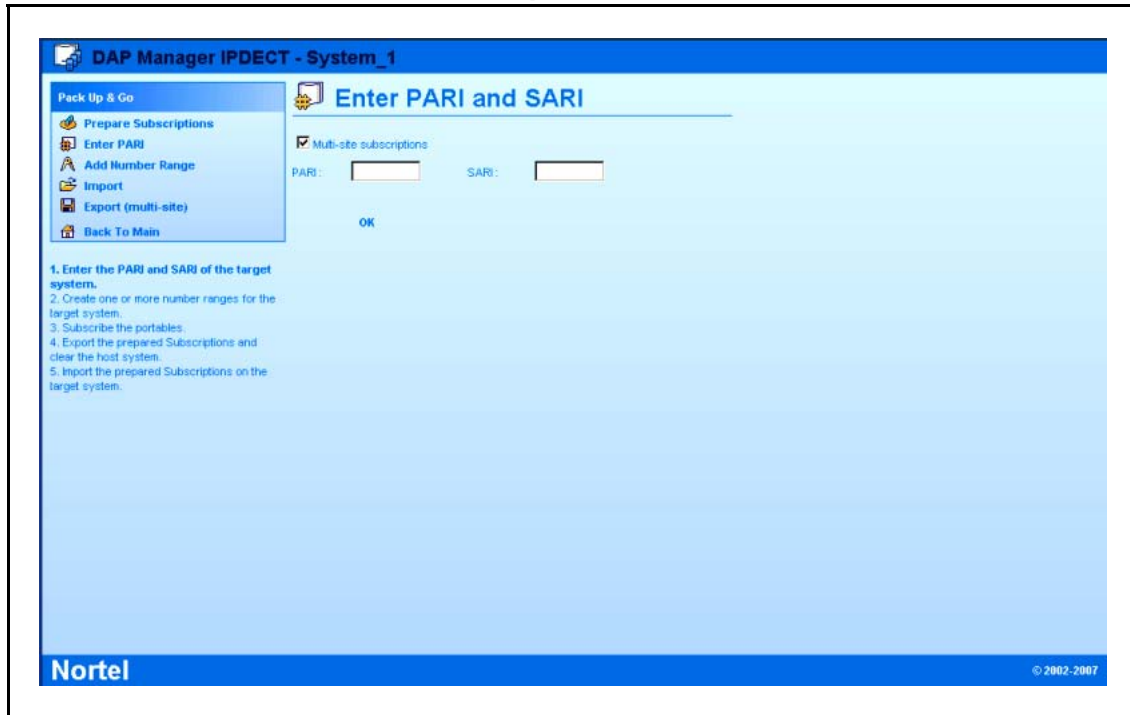 DAP Manager IPDECT - System_1
Pack Up & Go
Prepare Subscriptions
Enter PARI
Add Number Range
Import
Export (multi-site)
Back To Main
1. Enter the PARI and SARI of the target
system.
2. Create one or more number ranges for the
target system.
3. Subscribe the portables.
4. Export the prepared Subscriptions and
clear the host system.
5. Import the prepared Subscriptions on the
target system.
Enter PARI and SARI
Multi-site subscriptions
PARI: SARI:
OK
Nortel
© 2002-2007